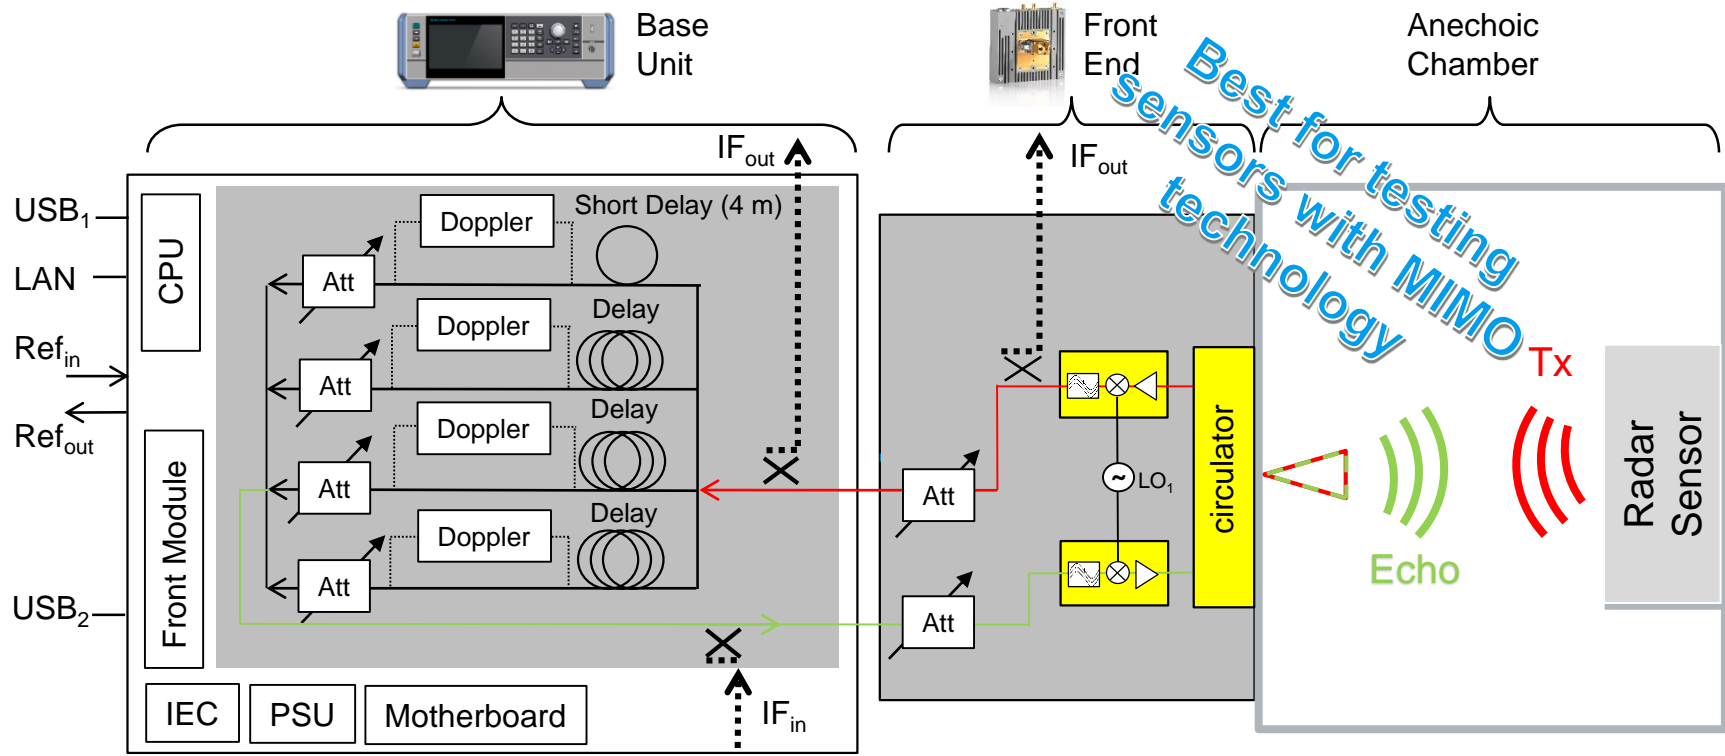 Base
Unit
Front
End
Anechoic
Chamber
Best for testing
sensors with MIMO
technology
IFout
IFout
USB1
LAN
Refin
Refout
USB2
CPU
Front Module
Doppler
Short Delay (4 m)
Att
Doppler
Delay
Att
Doppler
Delay
Att
Doppler
Delay
Att
IEC
PSU
Motherboard
IFin
Att
Att
LO1
circulator
Tx
Echo
Radar
Sensor